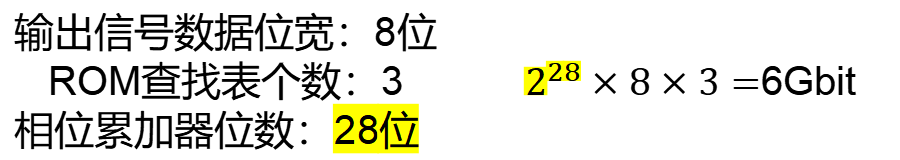 输出信号数据位宽：8位
ROM查找表个数：3
2^28 × 8 × 3 =6Gbit
相位累加器位数：28位